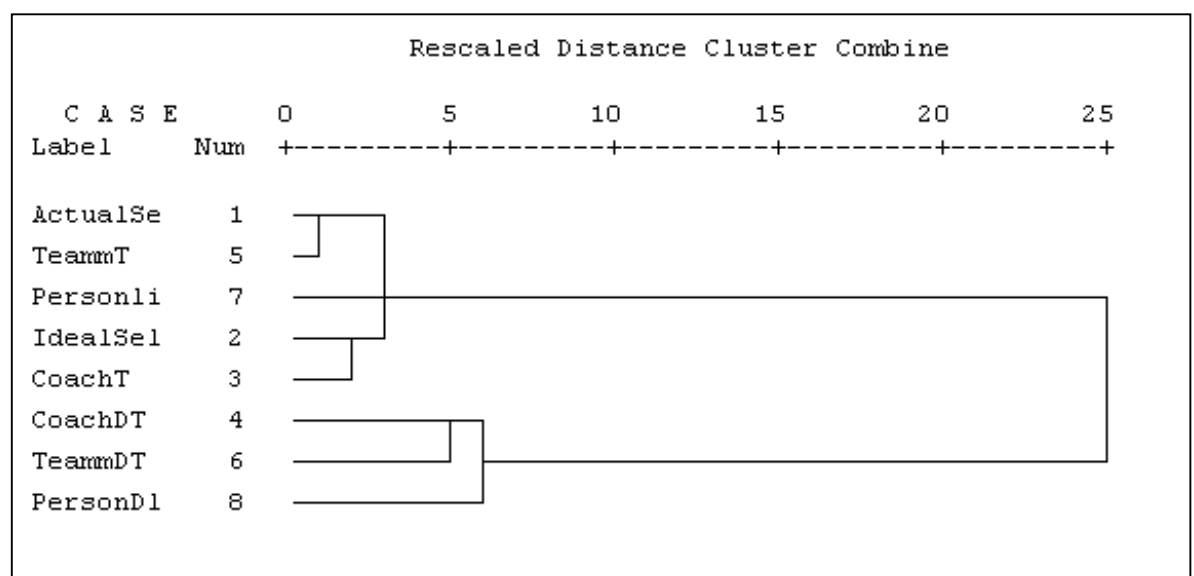 Rescaled Distance Cluster Combine
C A S E 0 5 10 15 20 25
Label Num +---------+---------+---------+---------+---------+
ActualSe 1
TeammT 5
Personli 7
IdealSel 2
CoachT 3
CoachDT 4
TeammDT 6
PersonDl 8